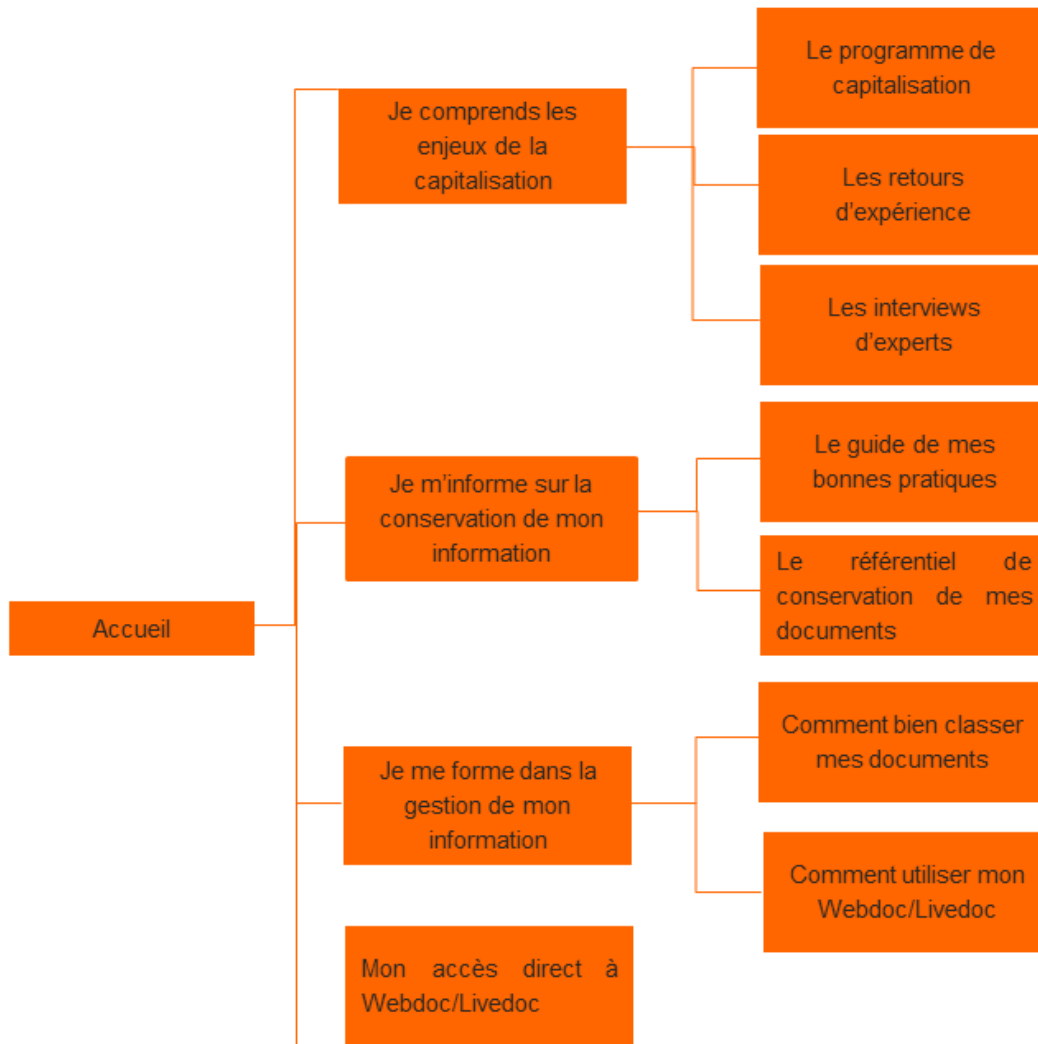 Le programme de
capitalisation
Je comprends les
enjeux de la
capitalisation
Les retours
d'expérience
Les interviews
d'experts
Le guide de mes
bonnes pratiques
Je m'informe sur la
conservation de mon
information
Le référentiel de
conservation de mes
documents
Accueil
Comment bien classer
mes documents
Je me forme dans la
gestion de mon
information
Comment utiliser mon
Webdoc/Livedoc
Mon accès direct à
Webdoc/Livedoc